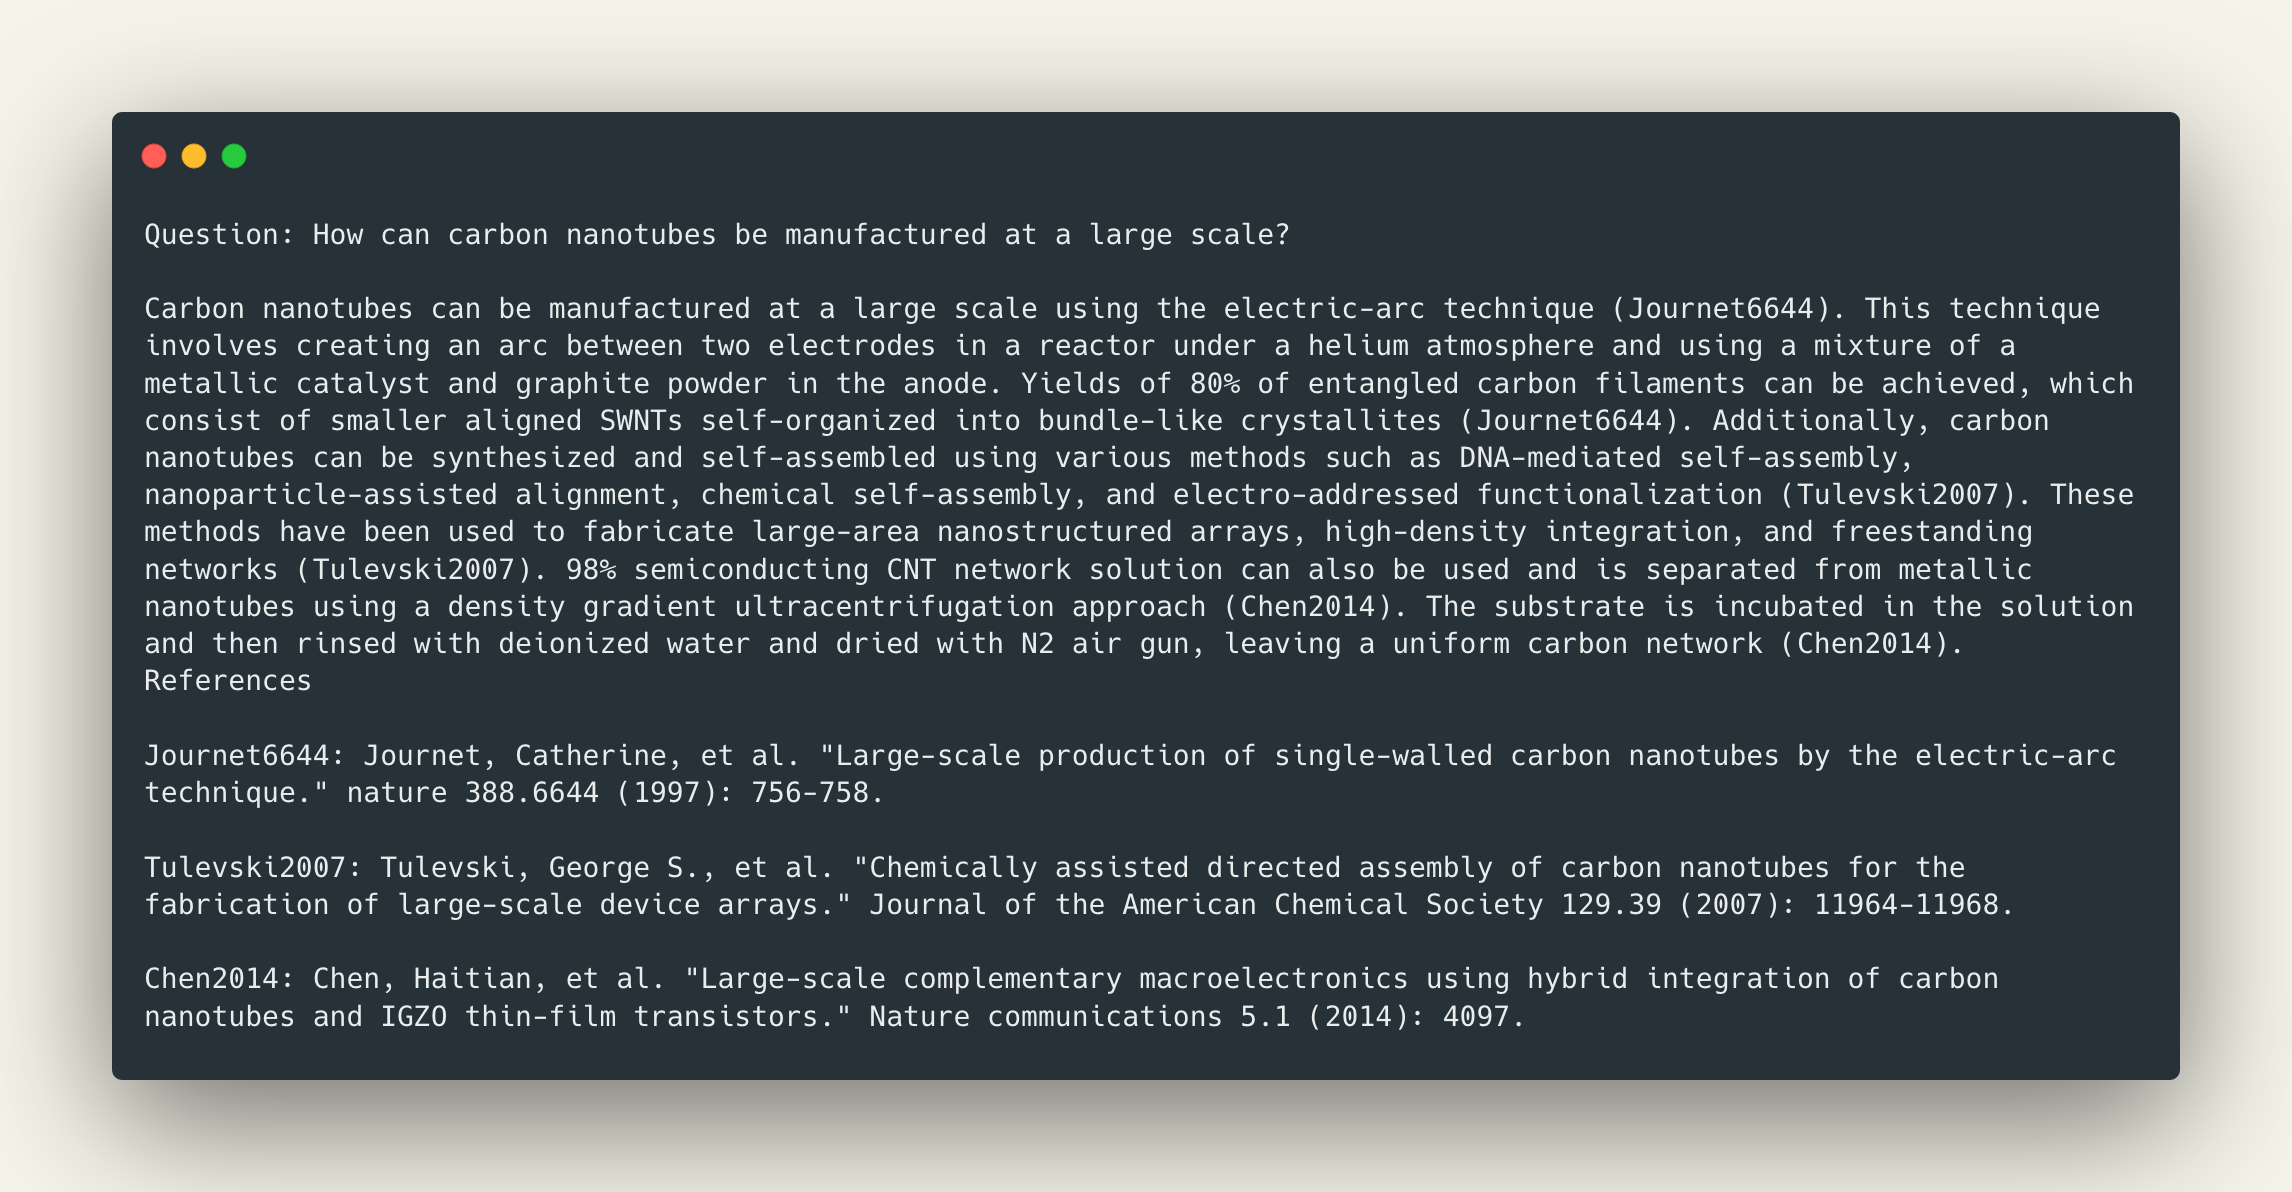 Question: How can carbon nanotubes be manufactured at a large scale?
Carbon nanotubes can be manufactured at a large scale using the electric-arc technique (Journet6644). This technique
involves creating an arc between two electrodes in a reactor under a helium atmosphere and using a mixture of a
metallic catalyst and graphite powder in the anode. Yields of 80% of entangled carbon filaments can be achieved, which
consist of smaller aligned SWNTs self-organized into bundle-like crystallites (Journet6644). Additionally, carbon
nanotubes can be synthesized and self-assembled using various methods such as DNA-mediated self-assembly,
nanoparticle-assisted alignment, chemical self-assembly, and electro-addressed functionalization (Tulevski2007). These
methods have been used to fabricate large-area nanostructured arrays, high-density integration, and freestanding
networks (Tulevski2007). 98% semiconducting CNT network solution can also be used and is separated from metallic
nanotubes using a density gradient ultracentrifugation approach (Chen2014). The substrate is incubated in the solution
and then rinsed with deionized water and dried with N2 air gun, leaving a uniform carbon network (Chen2014).
References
Journet6644: Journet, Catherine, et al. "Large-scale production of single-walled carbon nanotubes by the electric-arc
technique." nature 388.6644 (1997): 756-758.
Tulevski2007: Tulevski, George S., et al. "Chemically assisted directed assembly of carbon nanotubes for the
fabrication of large-scale device arrays." Journal of the American Chemical Society 129.39 (2007): 11964-11968.
Chen2014: Chen, Haitian, et al. "Large-scale complementary macroelectronics using hybrid integration of carbon
nanotubes and IGZO thin-film transistors." Nature communications 5.1 (2014): 4097.